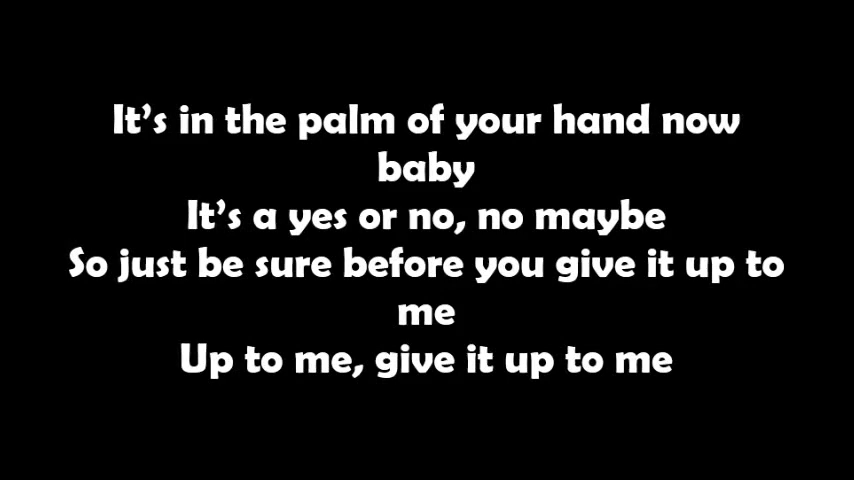 It’s in the palm of your hand now
baby
It’s a yes or no, no maybe
So just be sure before you give it up to
me
Up to me, give it up to me